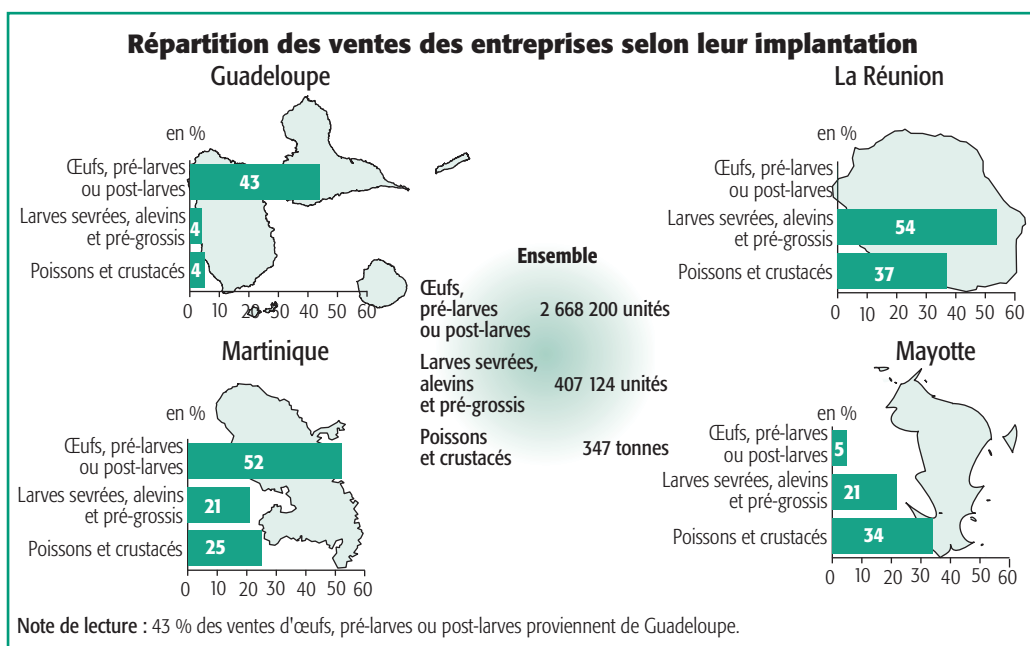 Répartition des ventes des entreprises selon leur implantation
Guadeloupe
en %
Œufs, pré-larves
ou post-larves
43
Larves sevrées, alevins
et pré-grossis
4
Poissons et crustacés
4
0 10 20 30 40 50 60
La Réunion
en %
Œufs, pré-larves
ou post-larves
Larves sevrées, alevins
et pré-grossis
54
Poissons et crustacés
37
0 10 20 30 40 50 60
Ensemble
Œufs,
pré-larves
ou post-larves
2 668 200 unités
Larves sevrées,
alevins
et pré-grossis
407 124 unités
Poissons
et crustacés
347 tonnes
Martinique
en %
Œufs, pré-larves
ou post-larves
52
Larves sevrées, alevins
et pré-grossis
21
Poissons et crustacés
25
0 10 20 30 40 50 60
Mayotte
en %
Œufs, pré-larves
ou post-larves
5
Larves sevrées, alevins
et pré-grossis
21
Poissons et crustacés
34
0 10 20 30 40 50 60
Note de lecture : 43 % des ventes d'œufs, pré-larves ou post-larves proviennent de Guadeloupe.